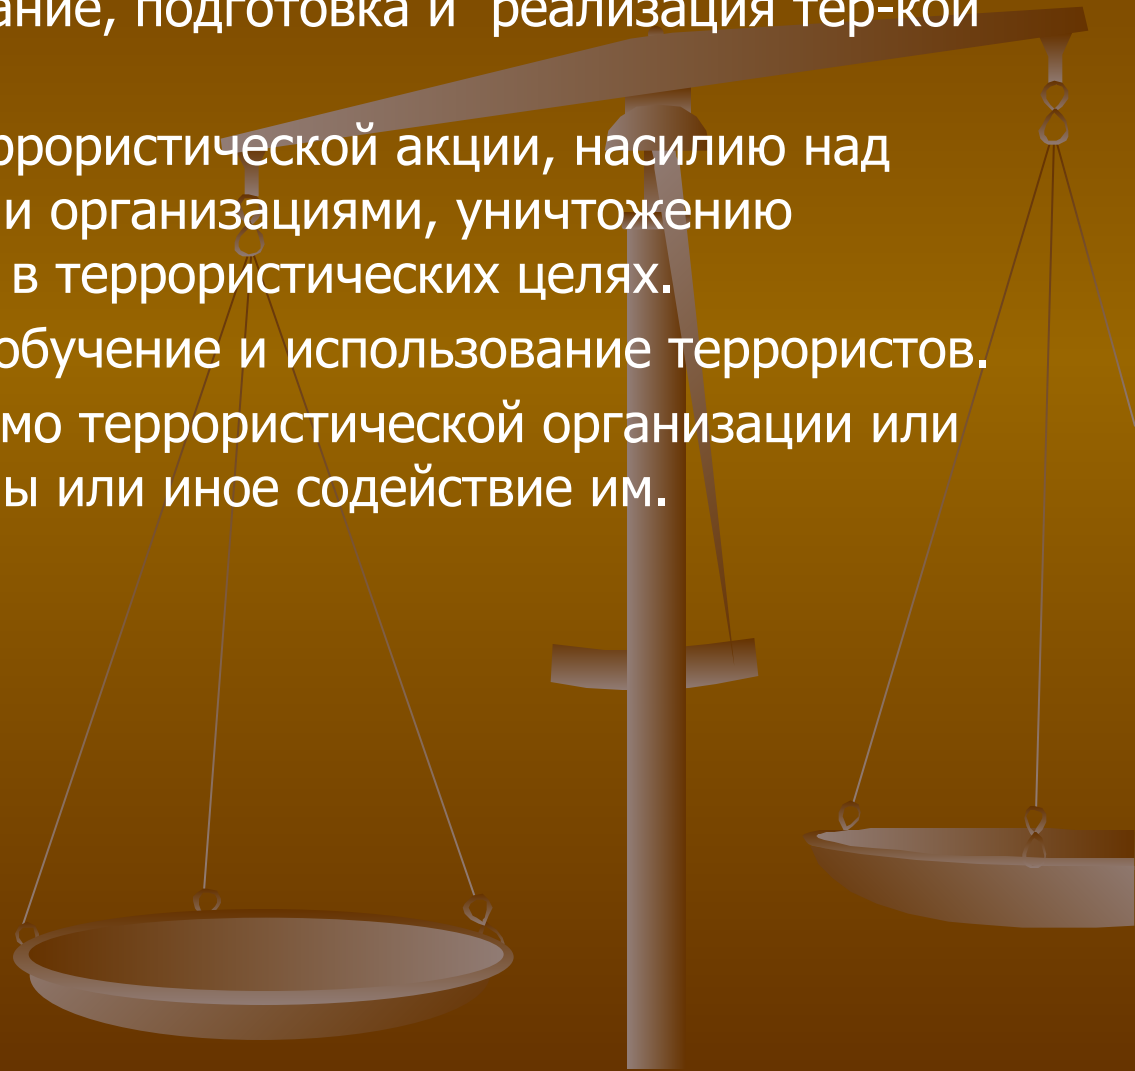 ание, подготовка и  реализация тер-кой
ррористической акции, насилию над
и организациями, уничтожению
в террористических целях.
обучение и использование террористов.
мо террористической организации или
ы или иное содействие им.